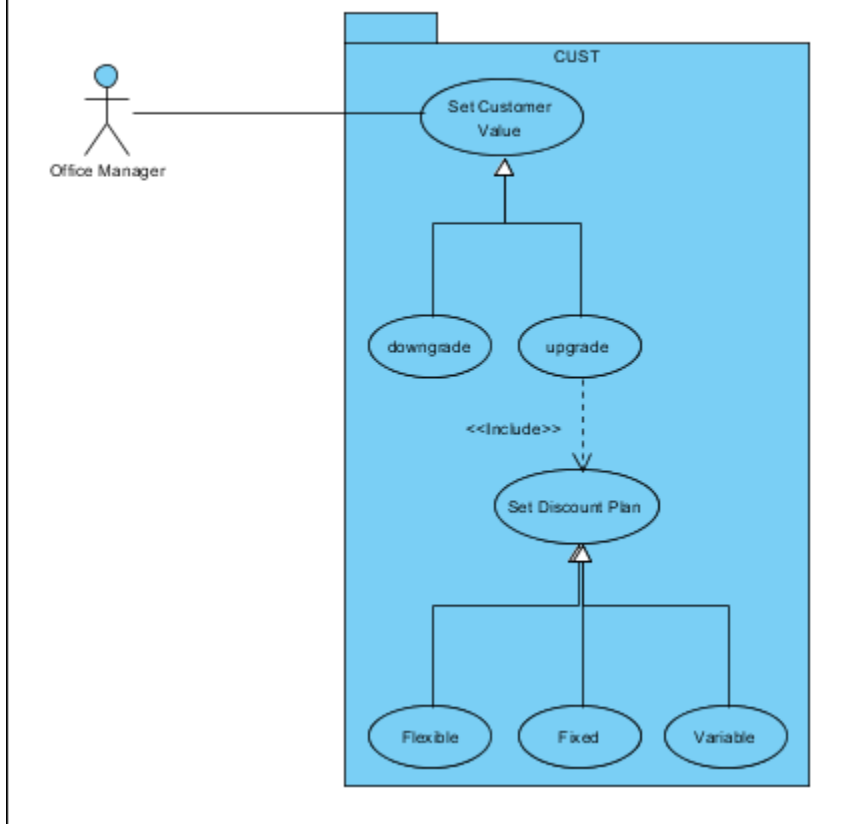 CUST
Set Customer
Value
Office Manager
downgrade
upgrade
<<Include>>
Set Discount Plan
Flexible
Fixed
Variable